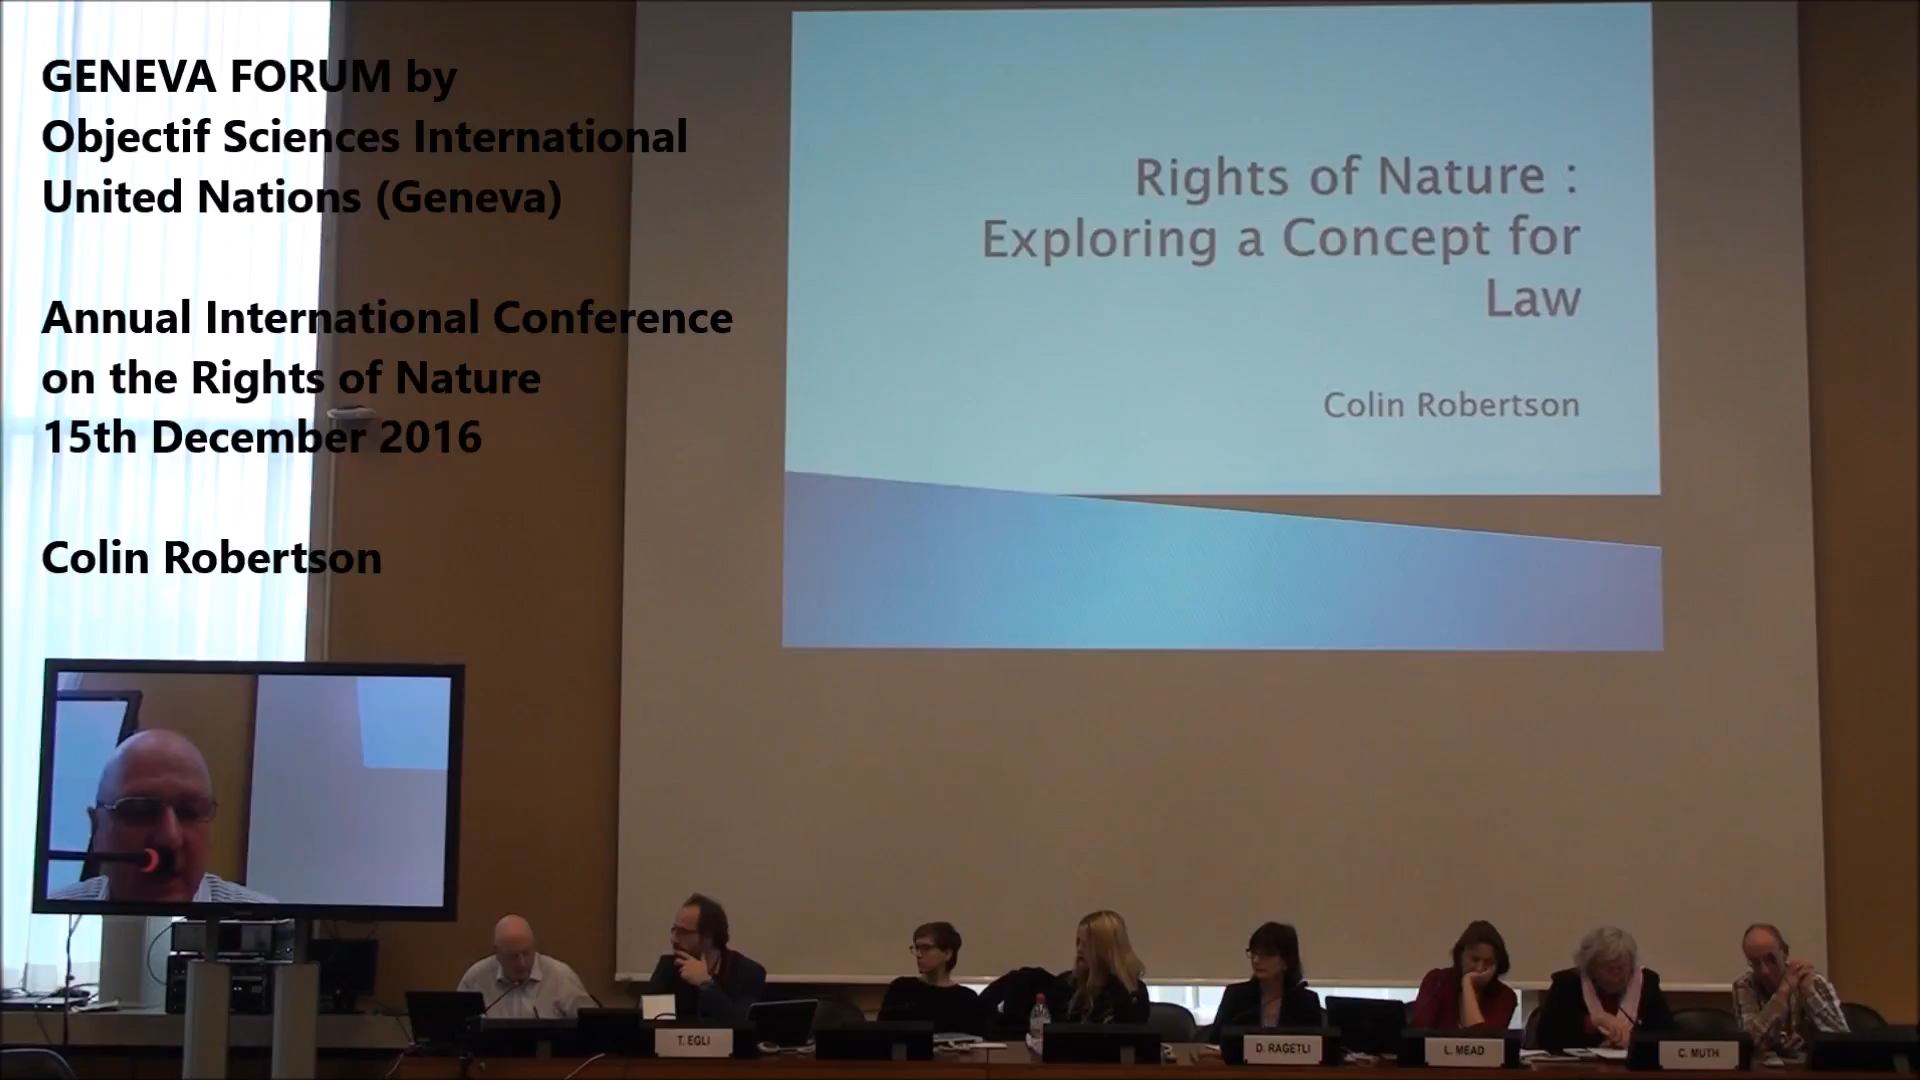 GENEVA FORUM by
Objectif Sciences International
United Nations (Geneva)
Annual International Conference
on the Rights of Nature
15th December 2016
Colin Robertson
Rights of Nature :
Exploring a Concept for
Law
Colin Robertson
T. EGLI
D. RAGETLI
L. MEAD
C. MUTH